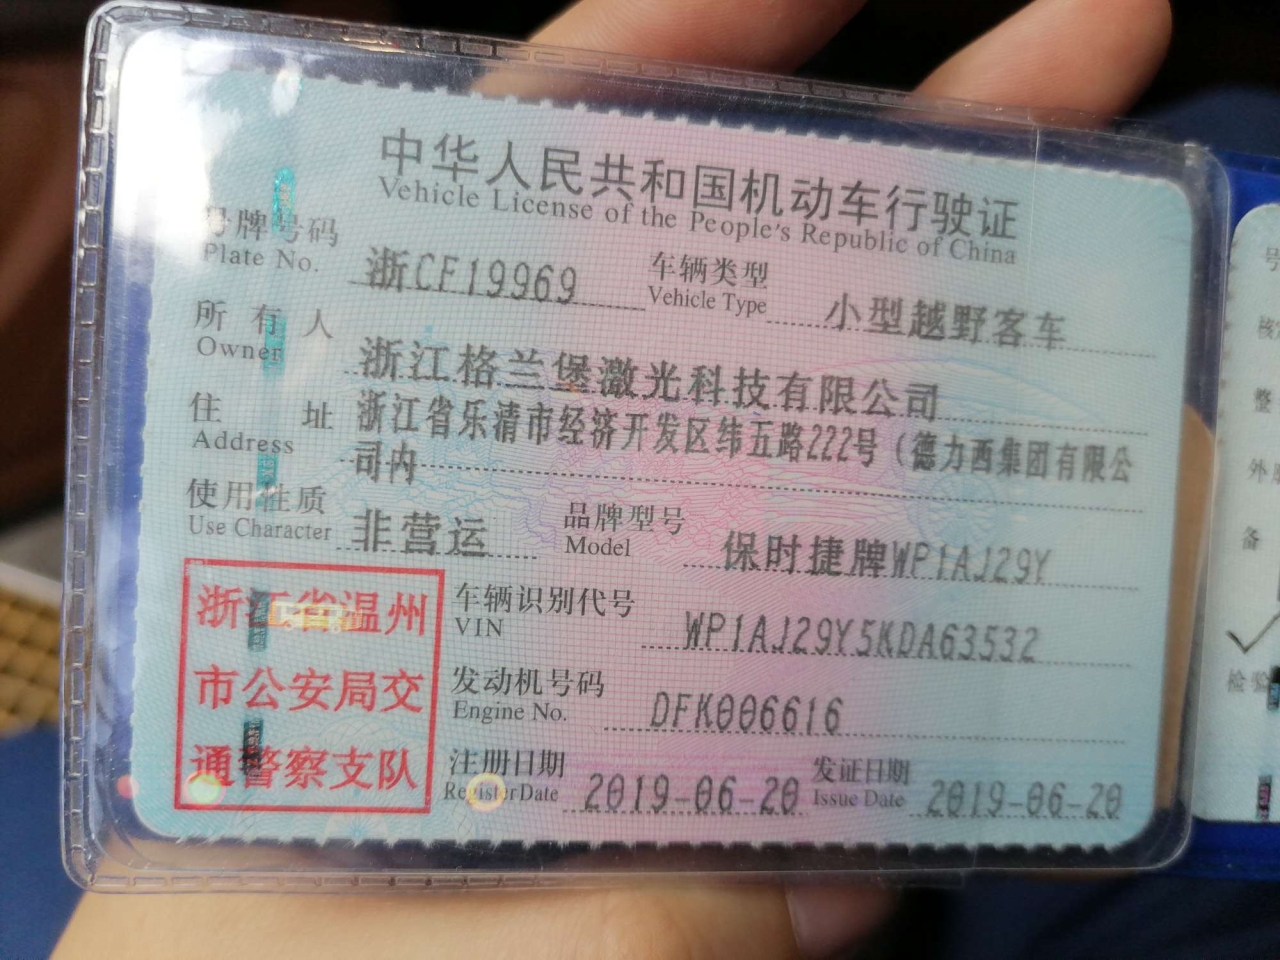 中华人民共和国机动车行驶证
Vehicle License of the People's Republic of China
号牌号码 浙CF19969 车辆类型 小型越野客车
Plate No. Vehicle Type
所有人 浙江格兰堡激光科技有限公司
Owner
住址 浙江省乐清市经济开发区纬五路222号（德力西集团有限公
Address 司内
使用性质 非营运 品牌型号 保时捷牌WP1AJ29Y
Use Character Model
浙江省温州
市公安局交
通警察支队
车辆识别代号 WP1AJ29Y5KDA63532
VIN
发动机号码 DFK006616
Engine No.
注册日期 2019-06-20 发证日期 2019-06-20
Register Date Issue Date
号
核
整
外
备
检验